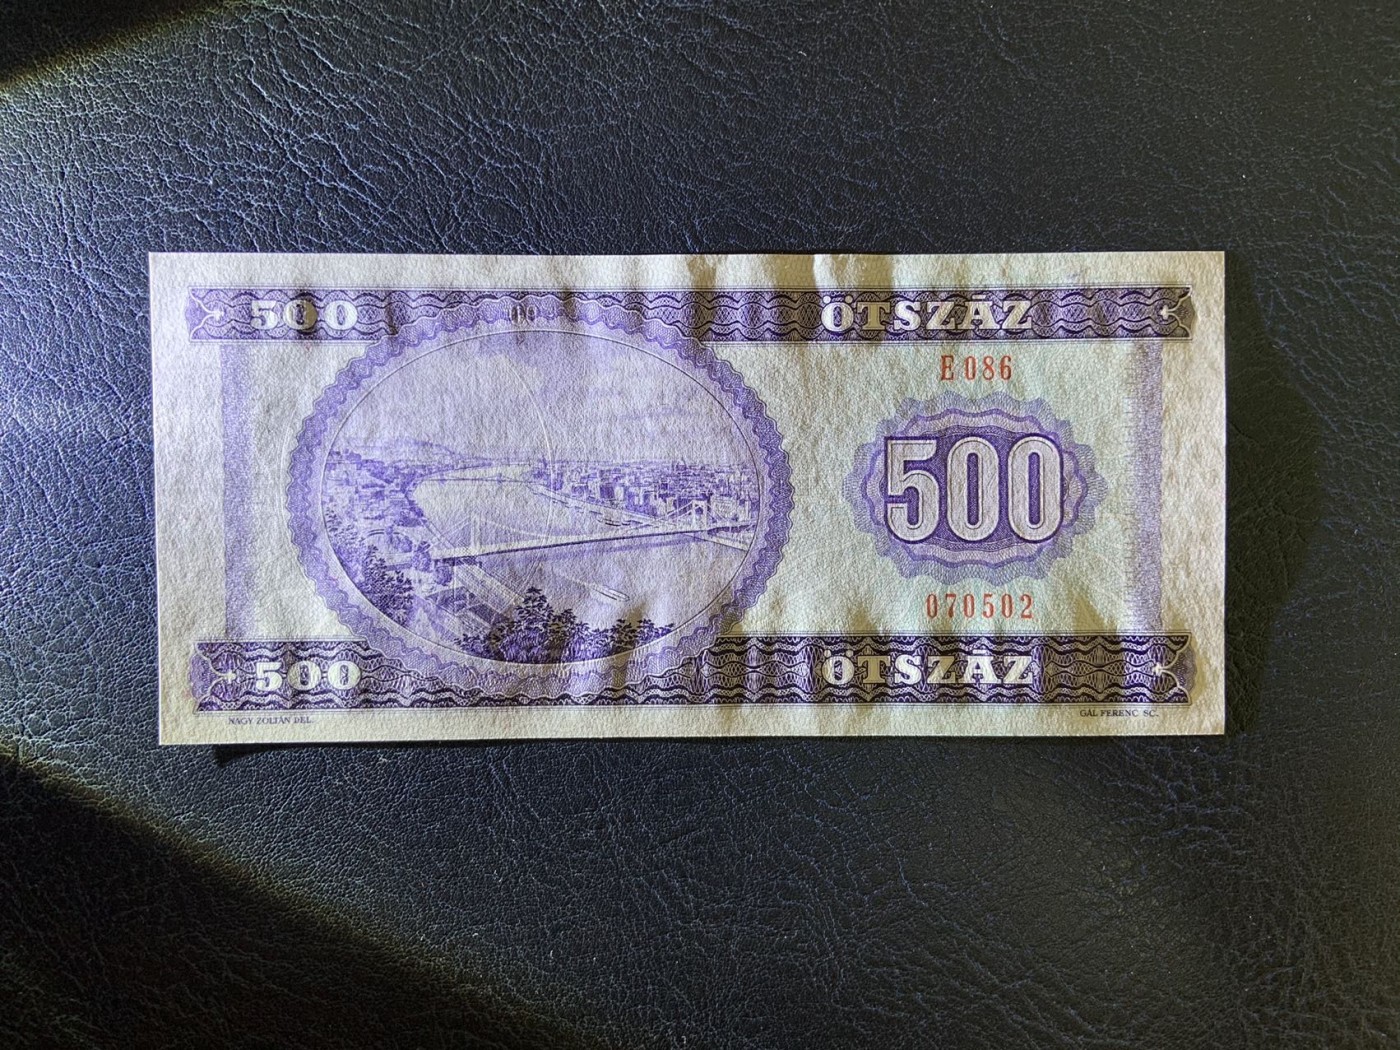 500 ÖTSZÁZ
E 086
500
070502
500 ÖTSZÁZ
NAGY ZOLTÁN DEL. GÁL FERENC SC.